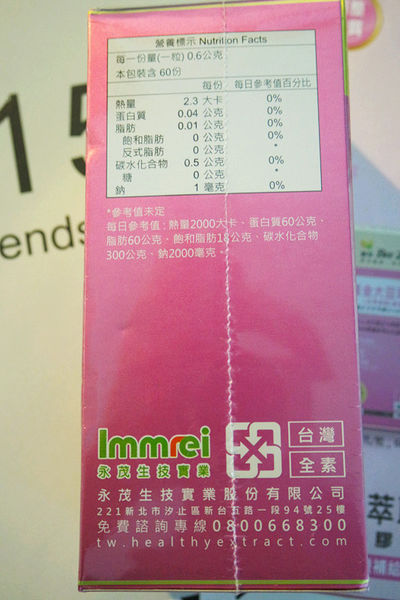 營養標示 Nutrition Facts
每一份量(一粒) 0.6公克
本包裝含 60份
每份 每日參考值百分比
熱量 2.3 大卡 0%
蛋白質 0.04 公克 0%
脂肪 0.01 公克 0%
飽和脂肪 0 公克 0%
反式脂肪 0 公克 *
碳水化合物 0.5 公克 0%
糖 0 公克 *
鈉 1 毫克 0%
*參考值未定
每日參考值:熱量2000大卡、蛋白質60公克、
脂肪60公克、飽和脂肪18公克、碳水化合物
300公克、鈉2000毫克。
Immrei
永茂生技實業
台灣
全素
永茂生技實業股份有限公司
221新北市汐止區新台五路一段94號25樓
免費諮詢專線0800668300
tw.healthyextract.com
15
ends
萃
膠
補給